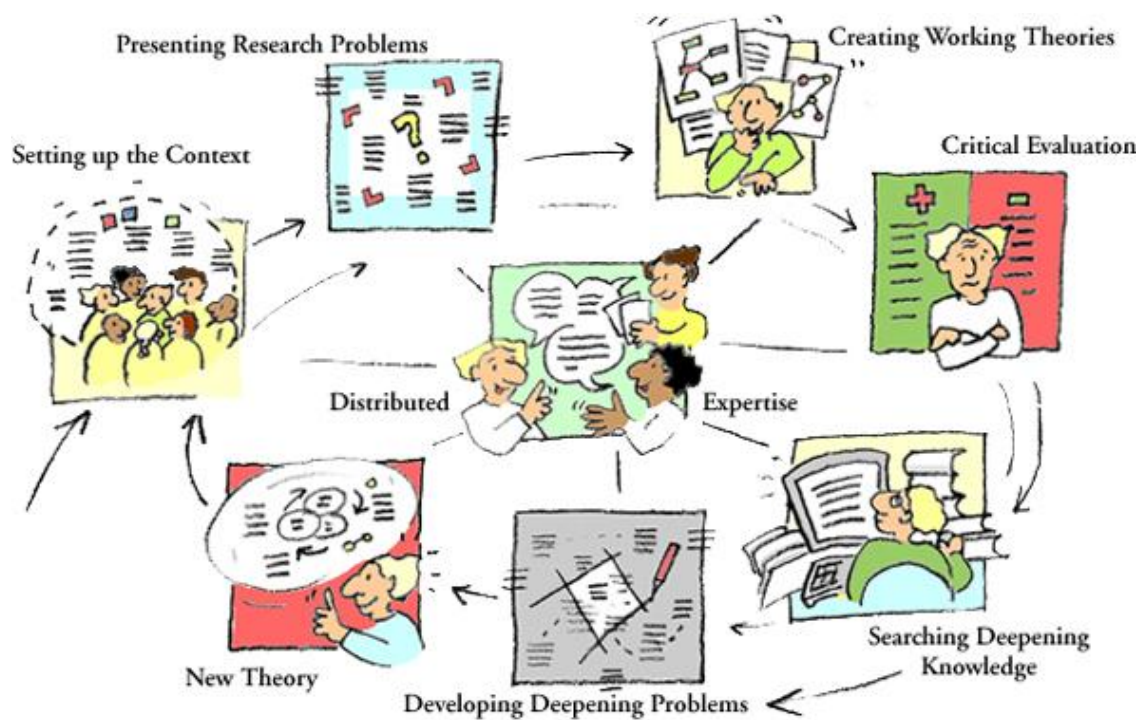 Presenting Research Problems
Creating Working Theories
Setting up the Context
Critical Evaluation
Distributed
Expertise
Searching Deepening
Knowledge
New Theory
Developing Deepening Problems